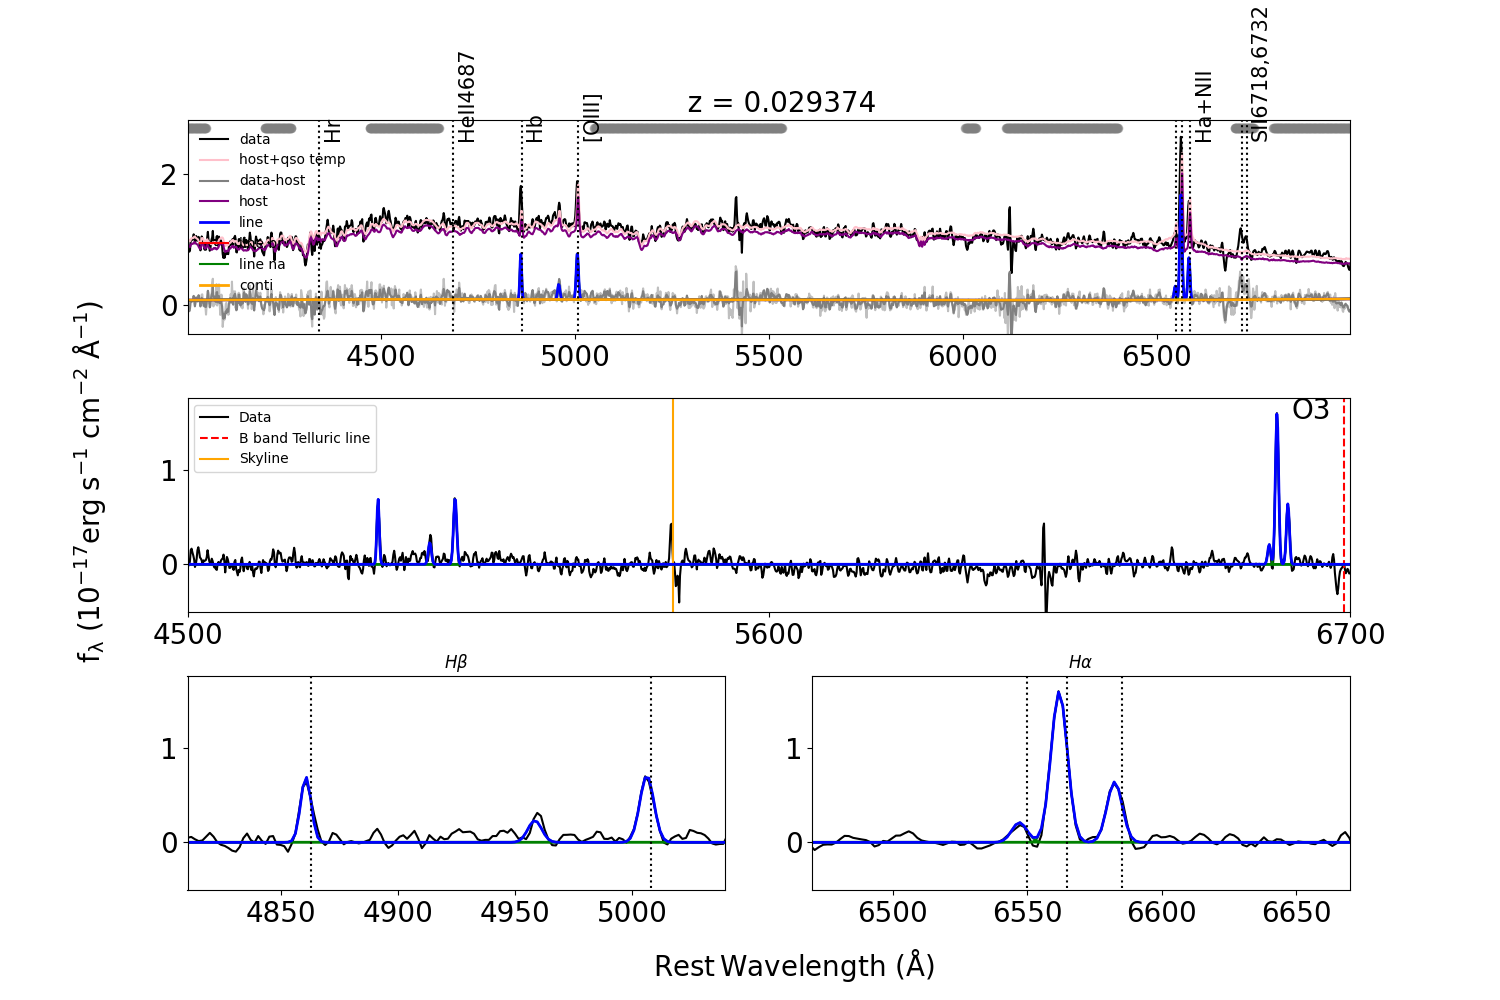 z = 0.029374
Hr
HeII4687
Hb
[OIII]
Ha+NII
SII6718,6732
data
host+qso temp
data-host
host
line
line na
conti
2
0
4500
5000
5500
6000
6500
fλ (10−17erg s−1 cm−2 Å−1)
Data
B band Telluric line
Skyline
O3
1
0
4500
5600
6700
Hβ
Hα
1
0
4850
4900
4950
5000
1
0
6500
6550
6600
6650
Rest Wavelength (Å)